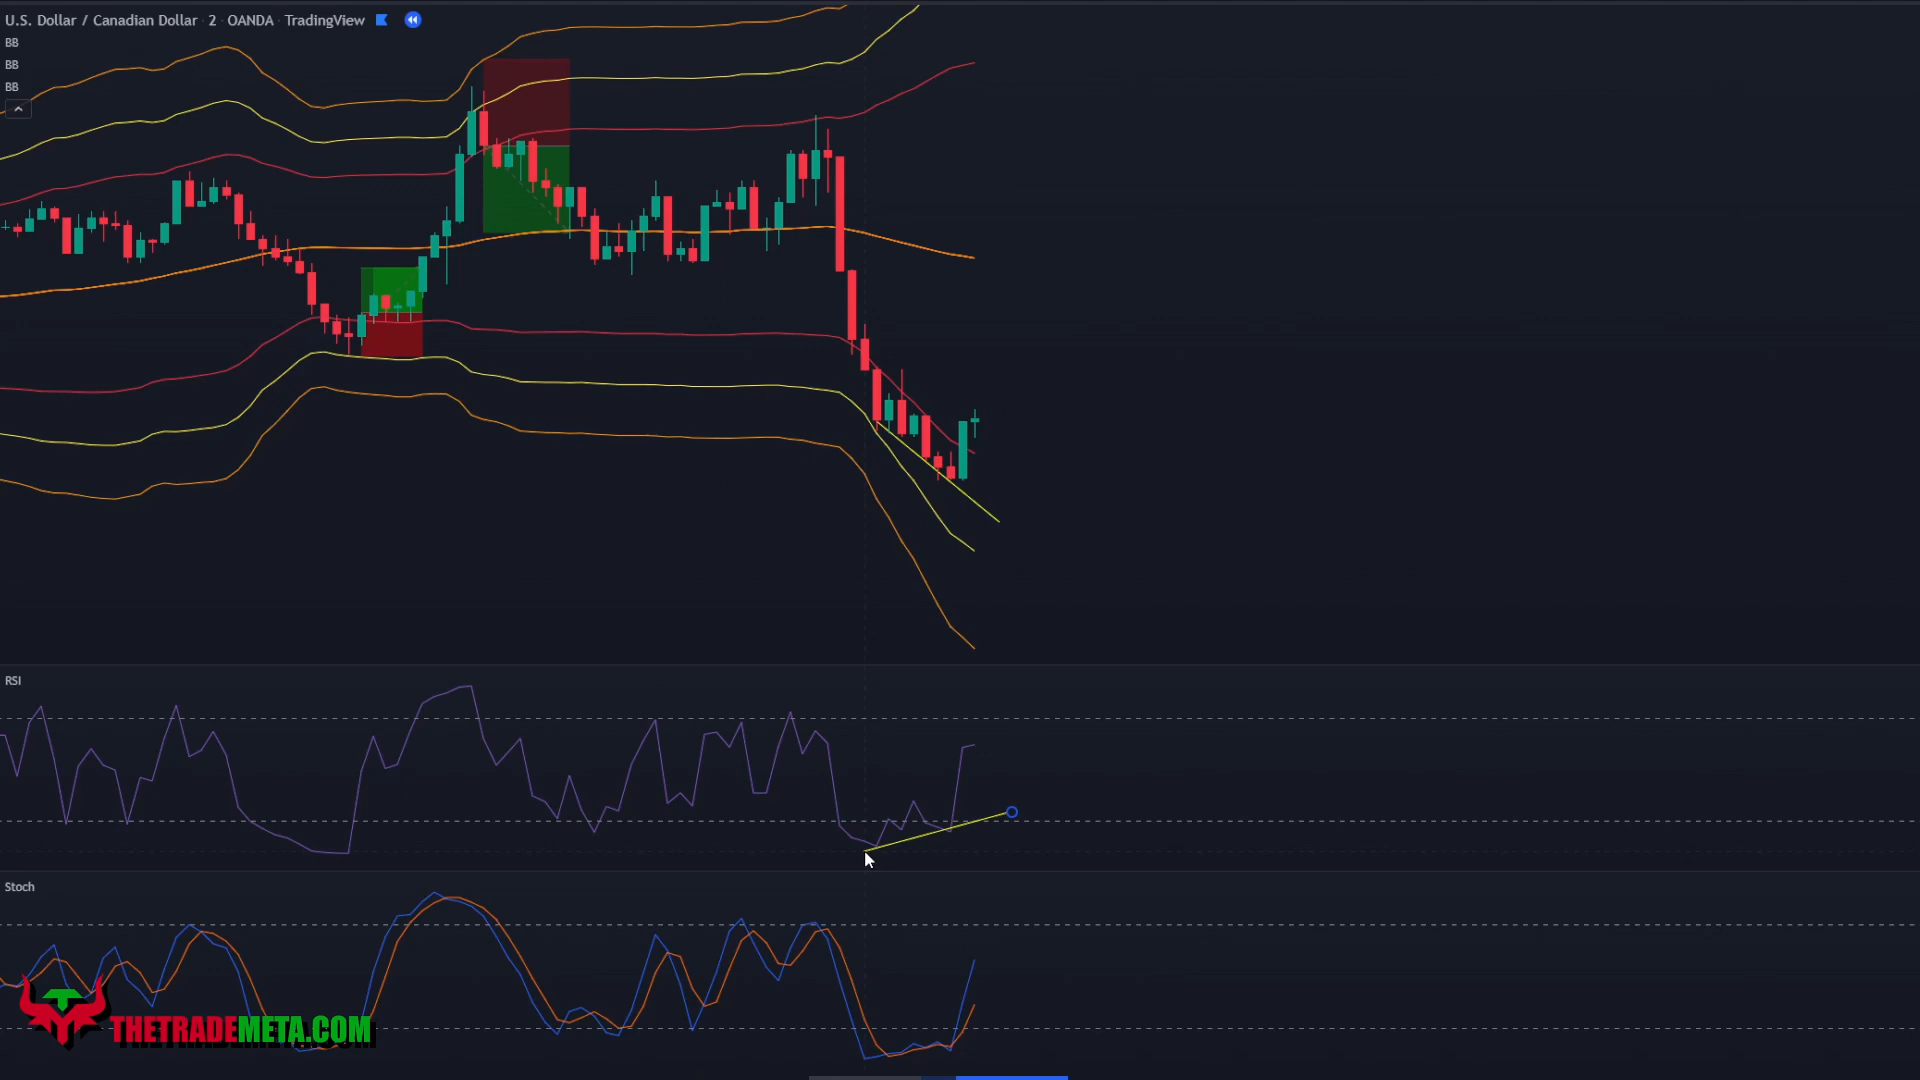 U.S. Dollar / Canadian Dollar · 2 · OANDA · TradingView
BB
BB
BB
RSI
Stoch
THETRADEMETA.COM